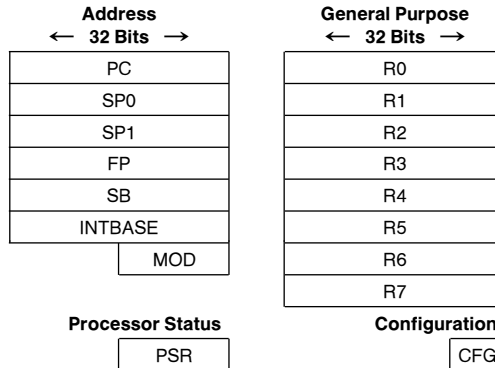 Address
← 32 Bits →
PC
SP0
SP1
FP
SB
INTBASE
MOD
General Purpose
← 32 Bits →
R0
R1
R2
R3
R4
R5
R6
R7
Processor Status
PSR
Configuration
CFG